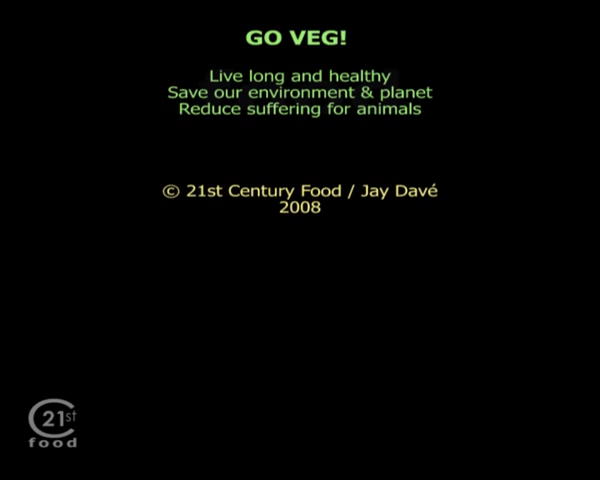 GO VEG!
Live long and healthy
Save our environment & planet
Reduce suffering for animals
© 21st Century Food / Jay Davé
2008
C 21st
food